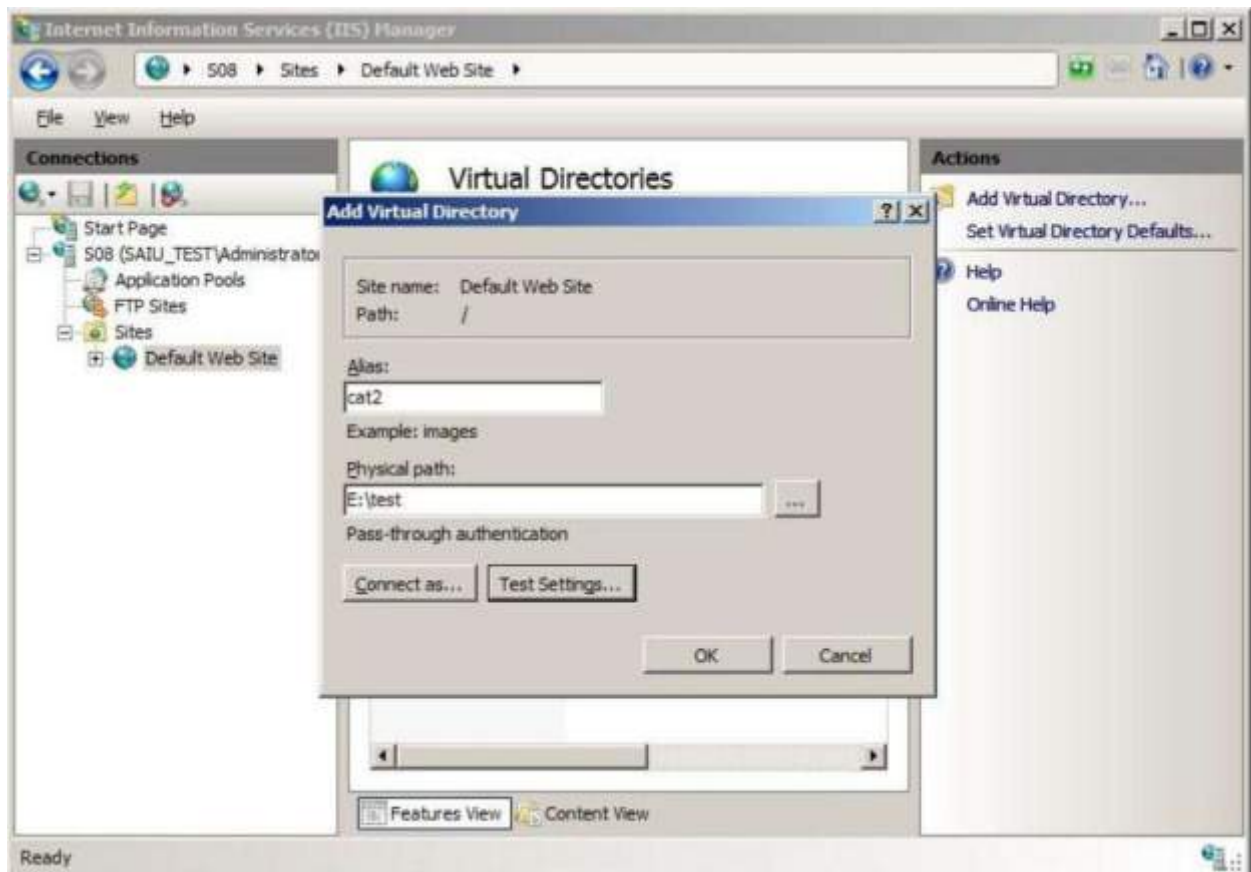 Internet Information Services (IIS) Manager
S08 Sites Default Web Site
File View Help
Connections
Start Page
S08 (SAIU_TEST\Administrato
Application Pools
FTP Sites
Sites
Default Web Site
Virtual Directories
Add Virtual Directory
Site name: Default Web Site
Path: /
Alias:
cat2
Example: images
Physical path:
E:\test
...
Pass-through authentication
Connect as... Test Settings...
OK Cancel
Features View Content View
Actions
Add Virtual Directory...
Set Virtual Directory Defaults...
Help
Online Help
Ready